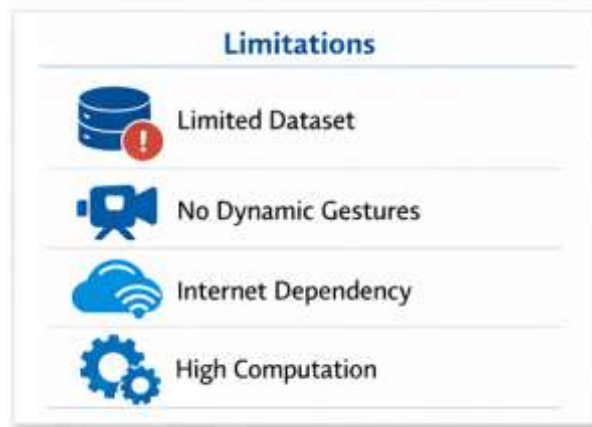 Limitations
Limited Dataset
No Dynamic Gestures
Internet Dependency
High Computation